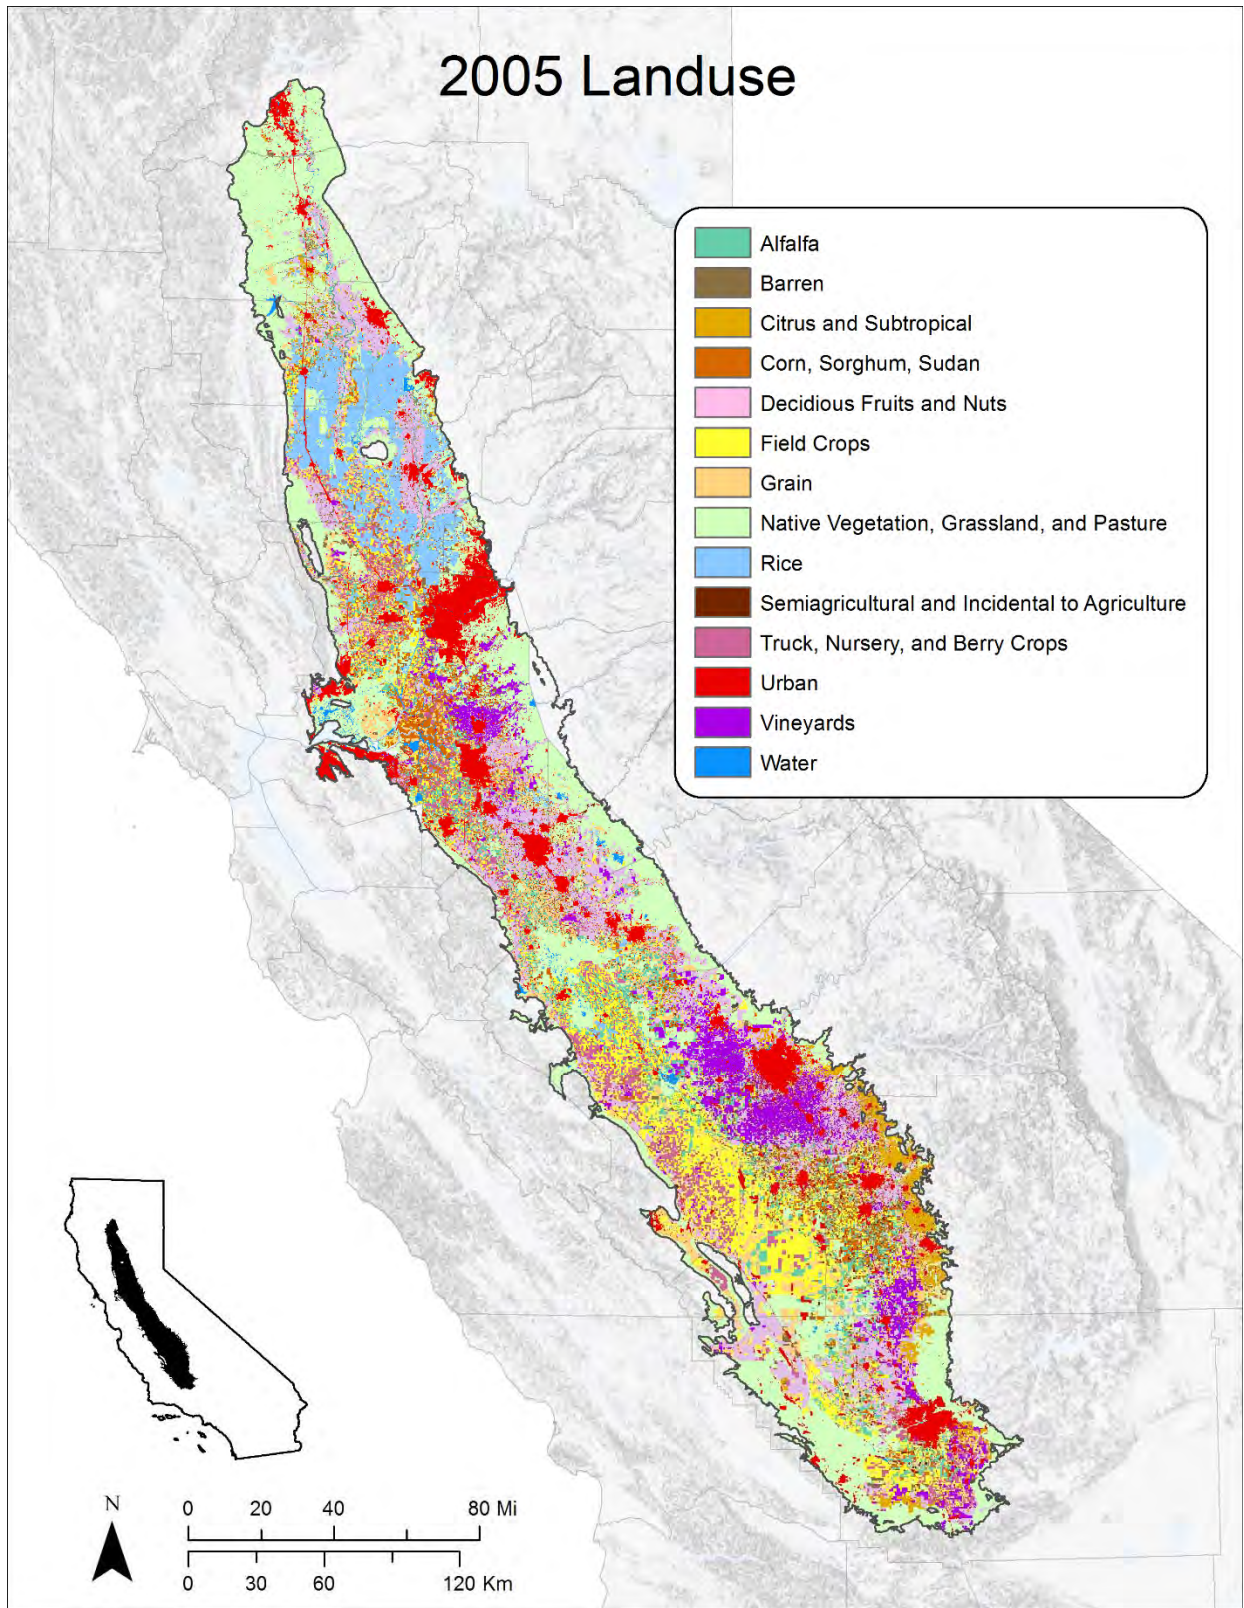 2005 Landuse
Alfalfa
Barren
Citrus and Subtropical
Corn, Sorghum, Sudan
Decidious Fruits and Nuts
Field Crops
Grain
Native Vegetation, Grassland, and Pasture
Rice
Semiagricultural and Incidental to Agriculture
Truck, Nursery, and Berry Crops
Urban
Vineyards
Water
N
0 20 40 80 Mi
0 30 60 120 Km